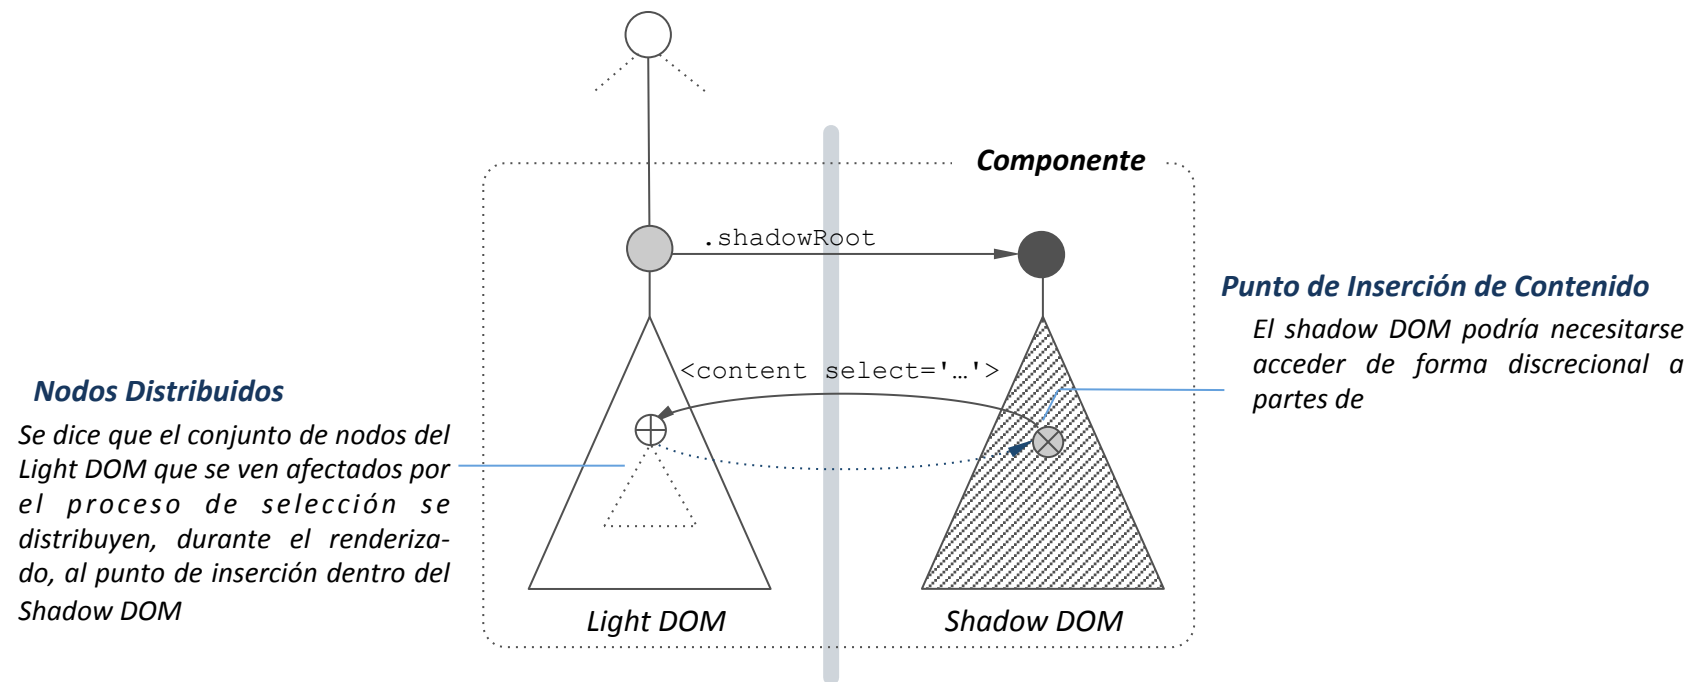 Componente
.shadowRoot
Punto de Inserción de Contenido
El shadow DOM podría necesitarse
acceder de forma discrecional a
partes de
<content select='…'>
Nodos Distribuidos
Se dice que el conjunto de nodos del
Light DOM que se ven afectados por
el proceso de selección se
distribuyen, durante el renderiza-
do, al punto de inserción dentro del
Shadow DOM
Light DOM
Shadow DOM